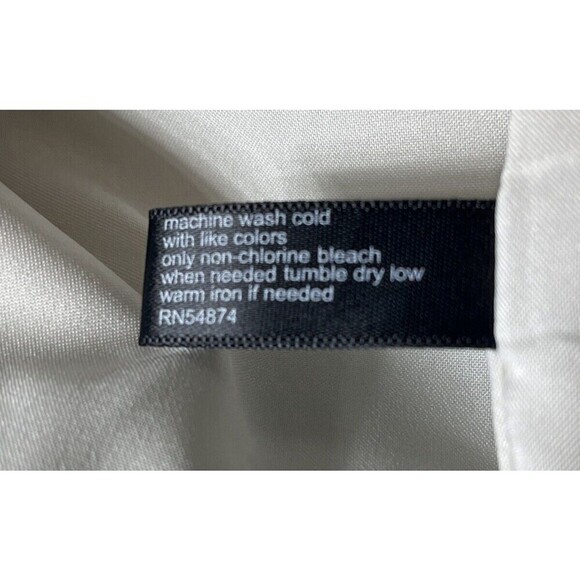 machine wash cold
with like colors
only non-chlorine bleach
when needed tumble dry low
warm iron if needed
RN54874